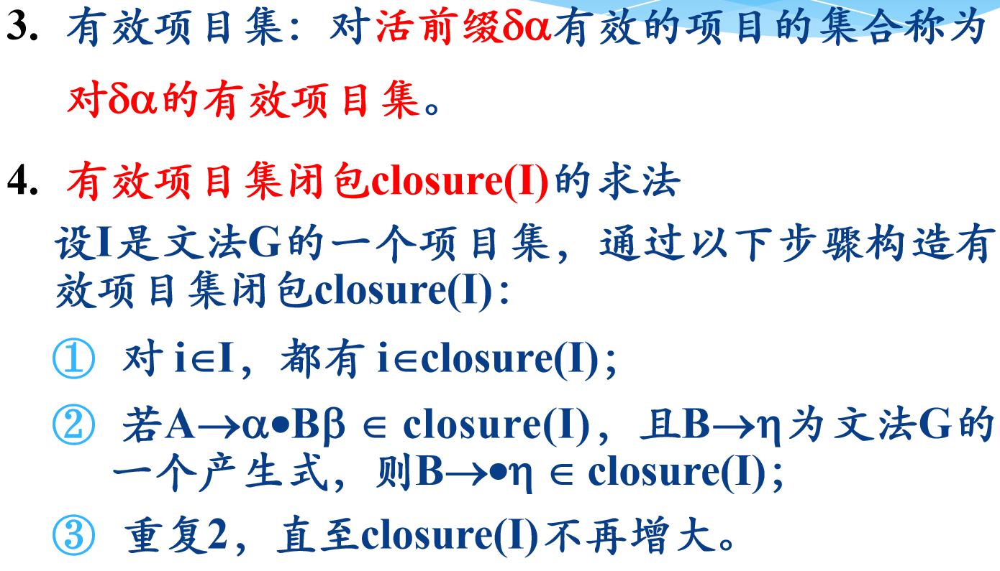 3. 有效项目集：对活前缀δα有效的项目的集合称为
对δα的有效项目集。
4. 有效项目集闭包closure(I)的求法
设I是文法G的一个项目集，通过以下步骤构造有
效项目集闭包closure(I)：
① 对 i∈I，都有 i∈closure(I)；
② 若A→α•Bβ ∈ closure(I)，且B→η为文法G的
一个产生式，则B→•η ∈ closure(I)；
③ 重复2，直至closure(I)不再增大。